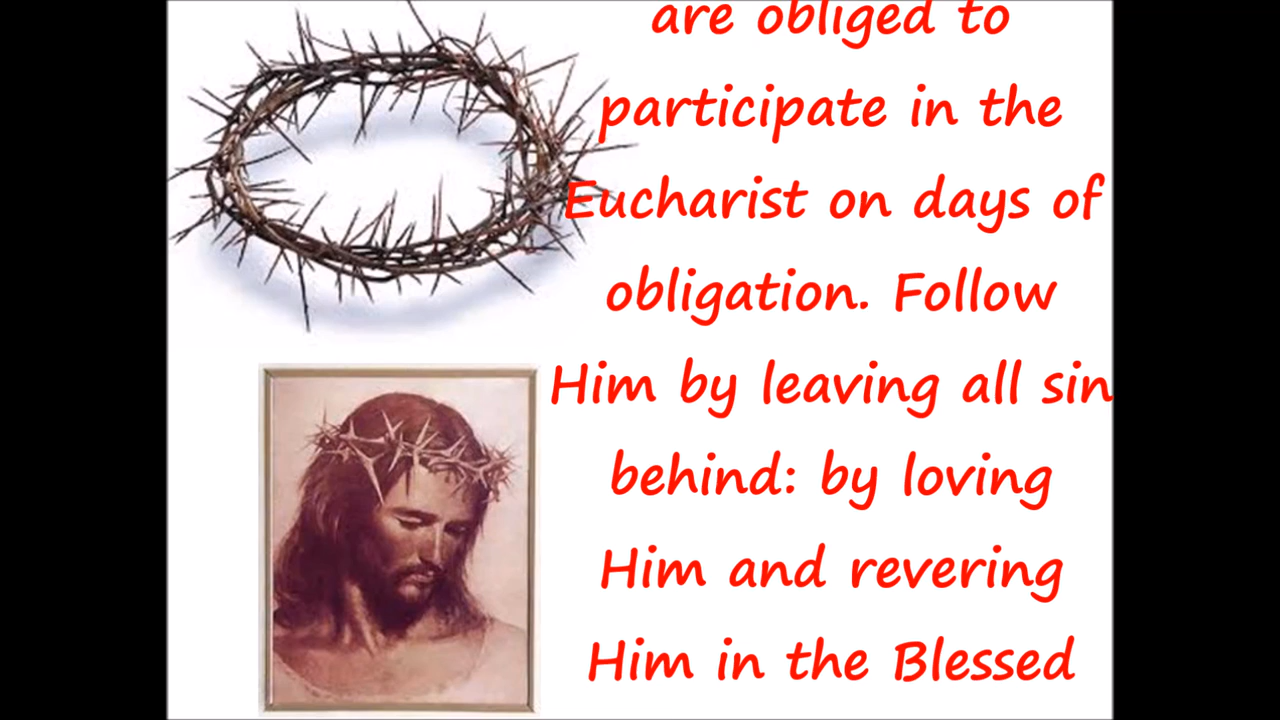 are obliged to
participate in the
Eucharist on days of
obligation. Follow
Him by leaving all sin
behind: by loving
Him and revering
Him in the Blessed